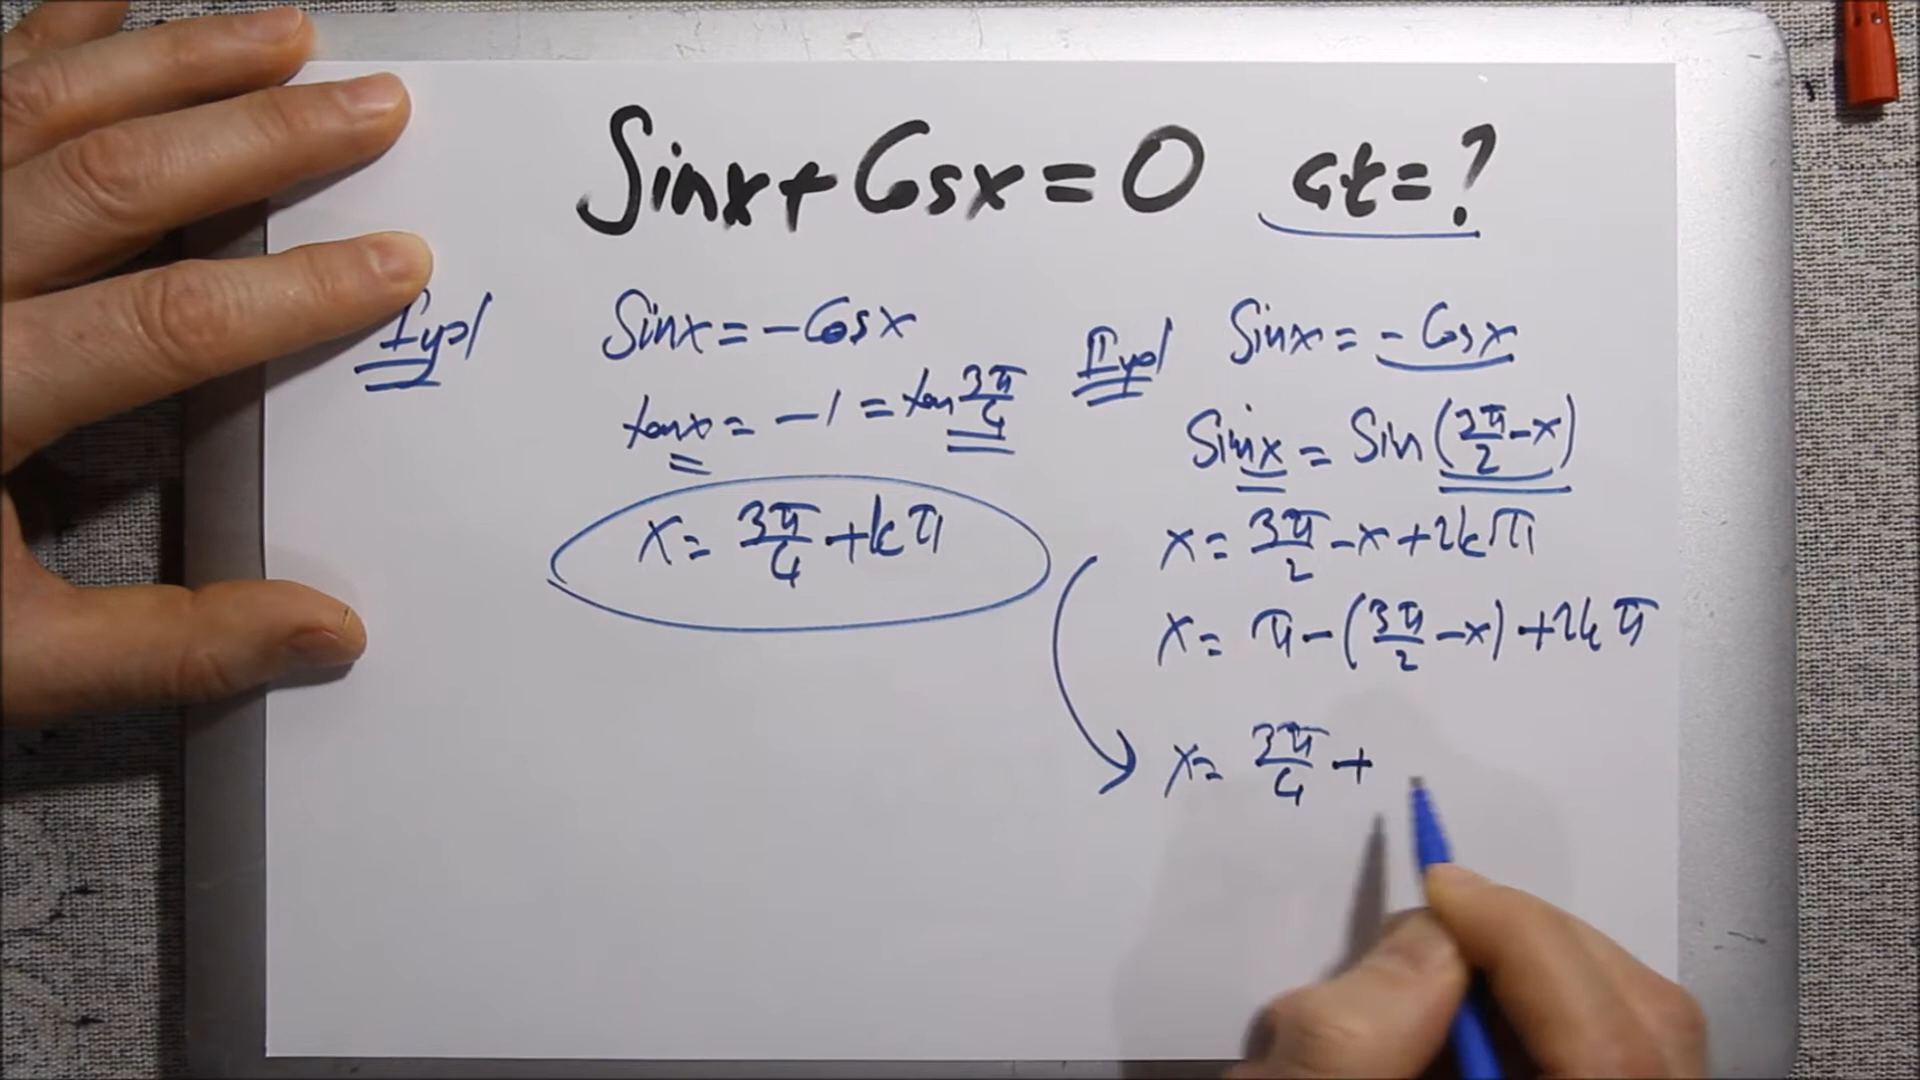 Sinx + Cosx = 0 çk = ?
I yol
Sinx = -Cosx
tanx = -1 = tan 3π/4
x = 3π/4 + kπ
II yol
Sinx = -Cosx
Sinx = Sin(3π/2 - x)
x = 3π/2 - x + 2kπ
x = π - (3π/2 - x) + 2kπ
x = 3π/4 +